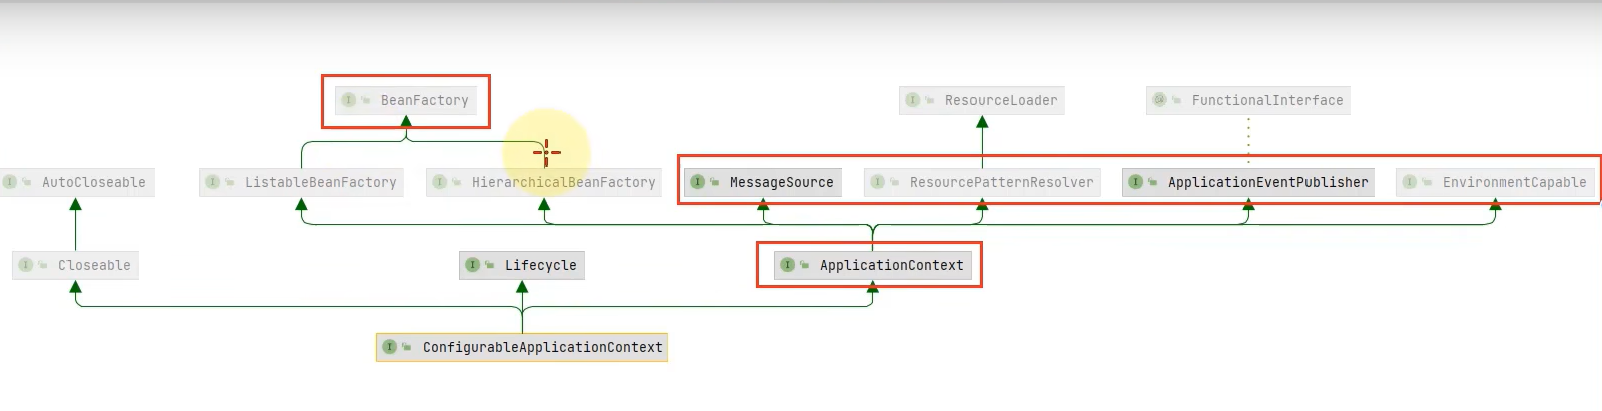 BeanFactory
ResourceLoader
FunctionalInterface
AutoCloseable
ListableBeanFactory
HierarchicalBeanFactory
MessageSource
ResourcePatternResolver
ApplicationEventPublisher
EnvironmentCapable
Closeable
Lifecycle
ApplicationContext
ConfigurableApplicationContext